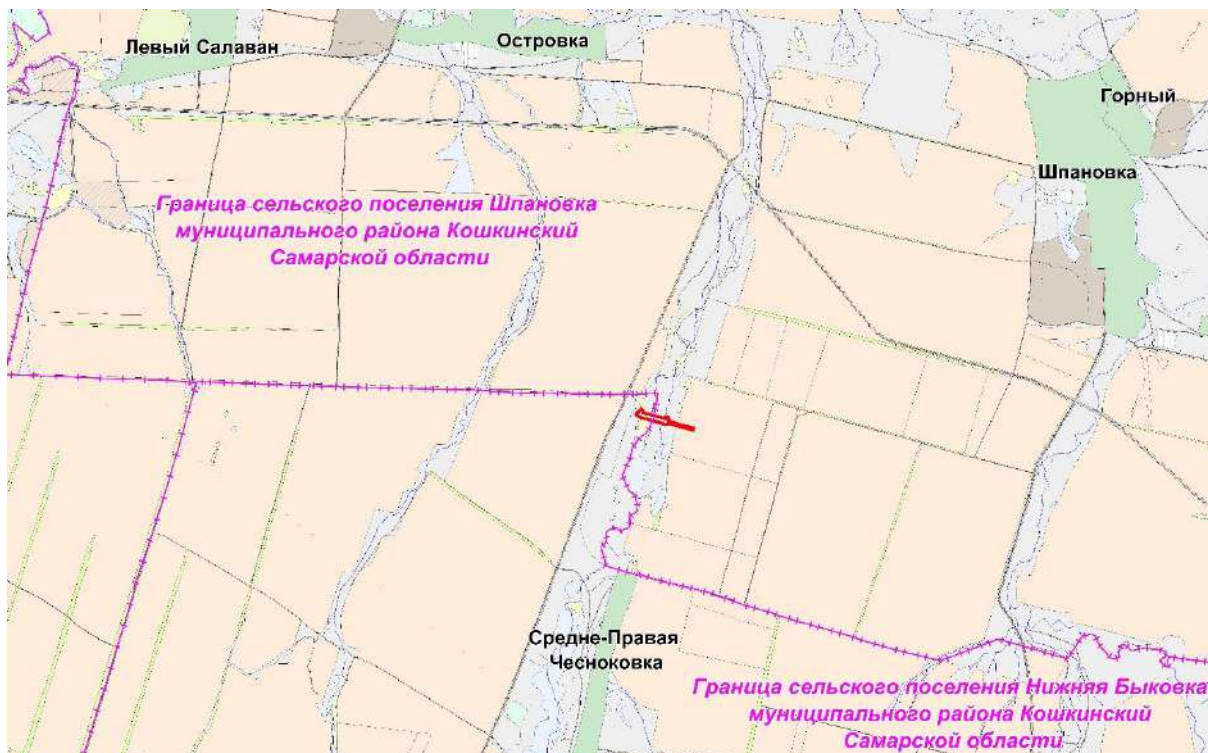 Левый Салаван
Островка
Горный
Шпановка
Граница сельского поселения Шпановка
муниципального района Кошкинский
Самарской области
Средне-Правая
Чесноковка
Граница сельского поселения Нижняя Быковка
муниципального района Кошкинский
Самарской области